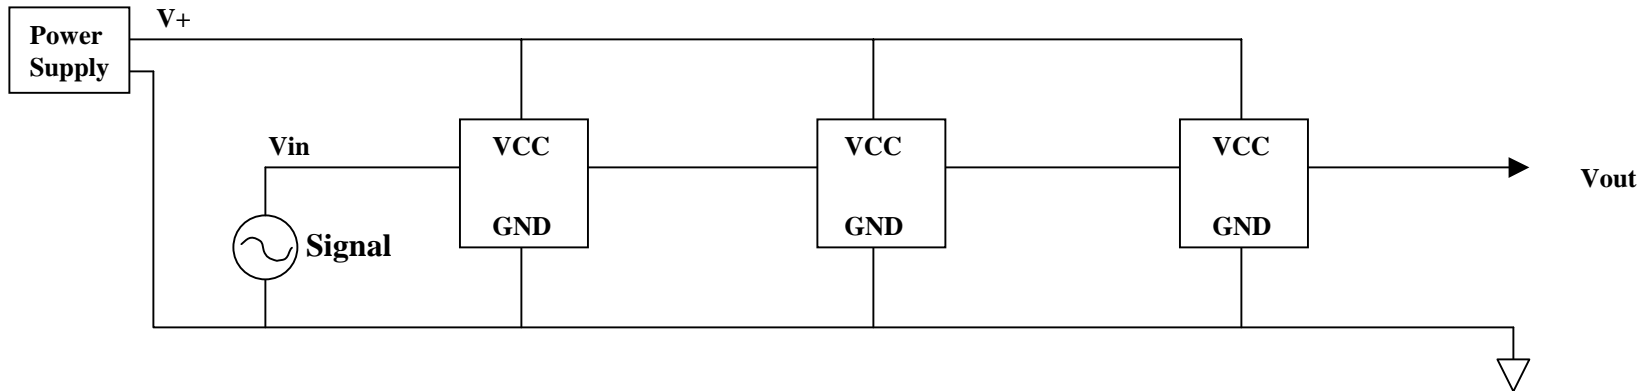 V+
Power
Supply
Vin
VCC
VCC
VCC
Vout
GND
GND
GND
Signal